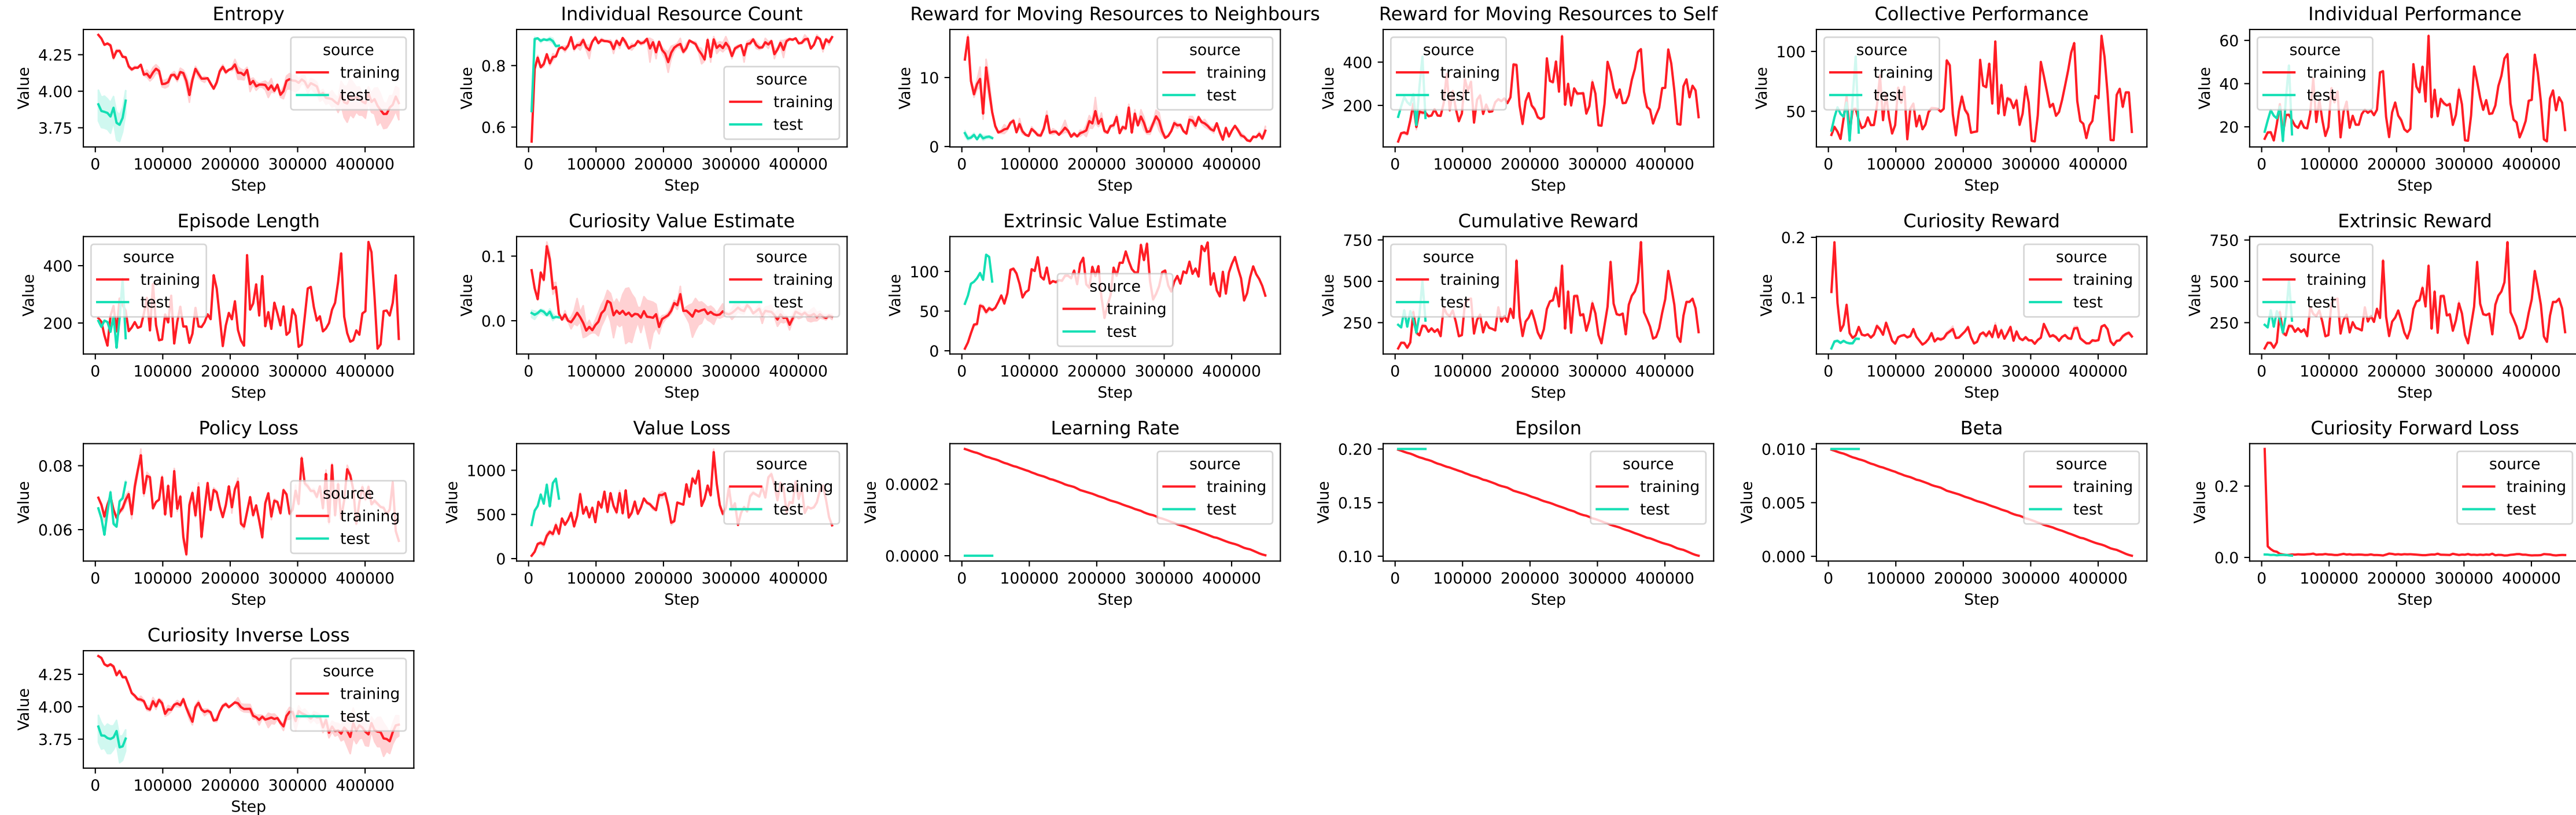 Entropy
Value
4.25
4.00
3.75
source
training
test
0 100000 200000 300000 400000
Step
Individual Resource Count
Value
0.8
0.6
source
training
test
0 100000 200000 300000 400000
Step
Reward for Moving Resources to Neighbours
Value
10
0
source
training
test
0 100000 200000 300000 400000
Step
Reward for Moving Resources to Self
Value
400
200
source
training
test
0 100000 200000 300000 400000
Step
Collective Performance
Value
100
50
source
training
test
0 100000 200000 300000 400000
Step
Individual Performance
Value
60
40
20
source
training
test
0 100000 200000 300000 400000
Step
Episode Length
Value
400
200
source
training
test
0 100000 200000 300000 400000
Step
Curiosity Value Estimate
Value
0.1
0.0
source
training
test
0 100000 200000 300000 400000
Step
Extrinsic Value Estimate
Value
100
50
0
source
training
test
0 100000 200000 300000 400000
Step
Cumulative Reward
Value
750
500
250
source
training
test
0 100000 200000 300000 400000
Step
Curiosity Reward
Value
0.2
0.1
source
training
test
0 100000 200000 300000 400000
Step
Extrinsic Reward
Value
750
500
250
source
training
test
0 100000 200000 300000 400000
Step
Policy Loss
Value
0.08
0.06
source
training
test
0 100000 200000 300000 400000
Step
Value Loss
Value
1000
500
0
source
training
test
0 100000 200000 300000 400000
Step
Learning Rate
Value
0.0002
0.0000
source
training
test
0 100000 200000 300000 400000
Step
Epsilon
Value
0.20
0.15
0.10
source
training
test
0 100000 200000 300000 400000
Step
Beta
Value
0.010
0.005
0.000
source
training
test
0 100000 200000 300000 400000
Step
Curiosity Forward Loss
Value
0.2
0.0
source
training
test
0 100000 200000 300000 400000
Step
Curiosity Inverse Loss
Value
4.25
4.00
3.75
source
training
test
0 100000 200000 300000 400000
Step